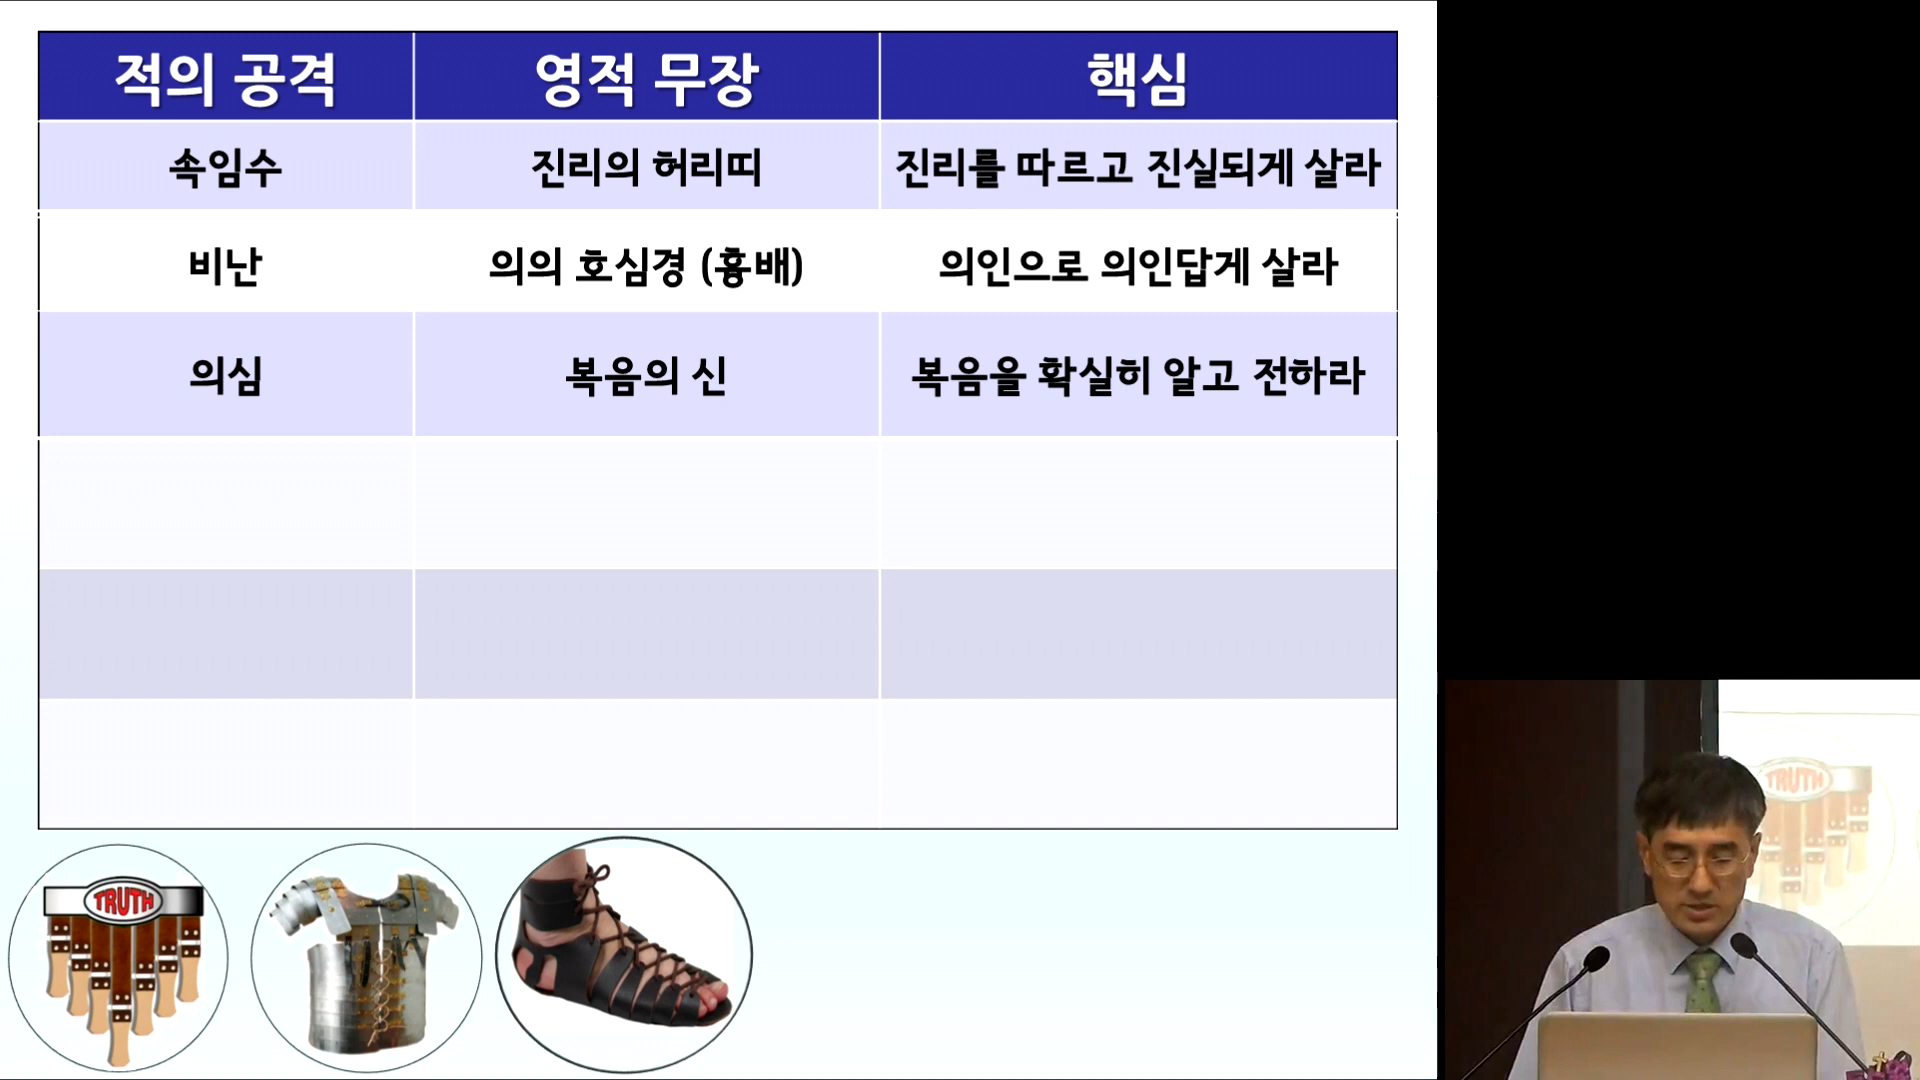 적의 공격 영적 무장 핵심
속임수 진리의 허리띠 진리를 따르고 진실되게 살라
비난 의의 호심경 (흉배) 의인으로 의인답게 살라
의심 복음의 신 복음을 확실히 알고 전하라
TRUTH
TRUTH